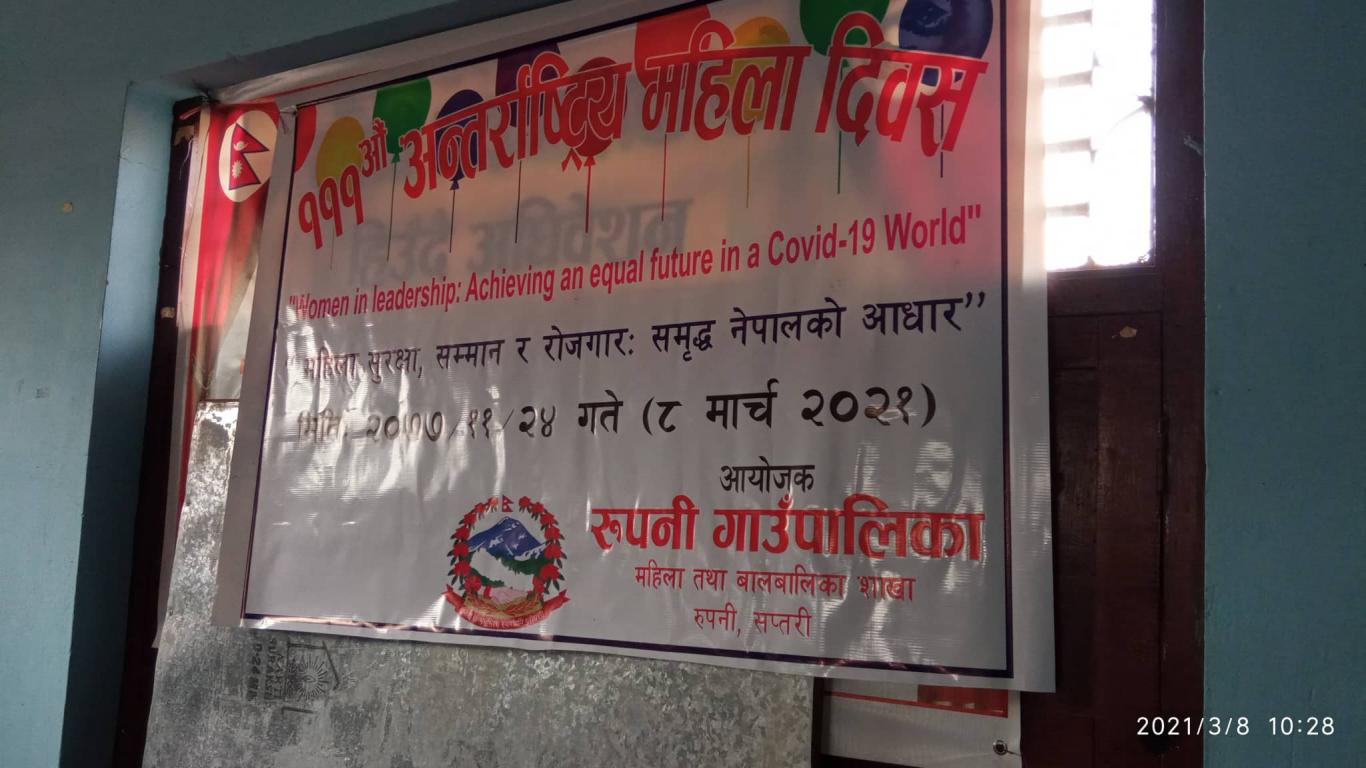 १११औं अन्तर्राष्ट्रिय महिला दिवस
हिउँदे अधिवेशन
"Women in leadership: Achieving an equal future in a Covid-19 World"
"महिला सुरक्षा, सम्मान र रोजगार: समृद्ध नेपालको आधार"
मिति: २०७७/११/२४ गते (८ मार्च २०२१)
आयोजक
रुपनी गाउँपालिका
महिला तथा बालबालिका शाखा
रुपनी, सप्तरी
2021/3/8 10:28